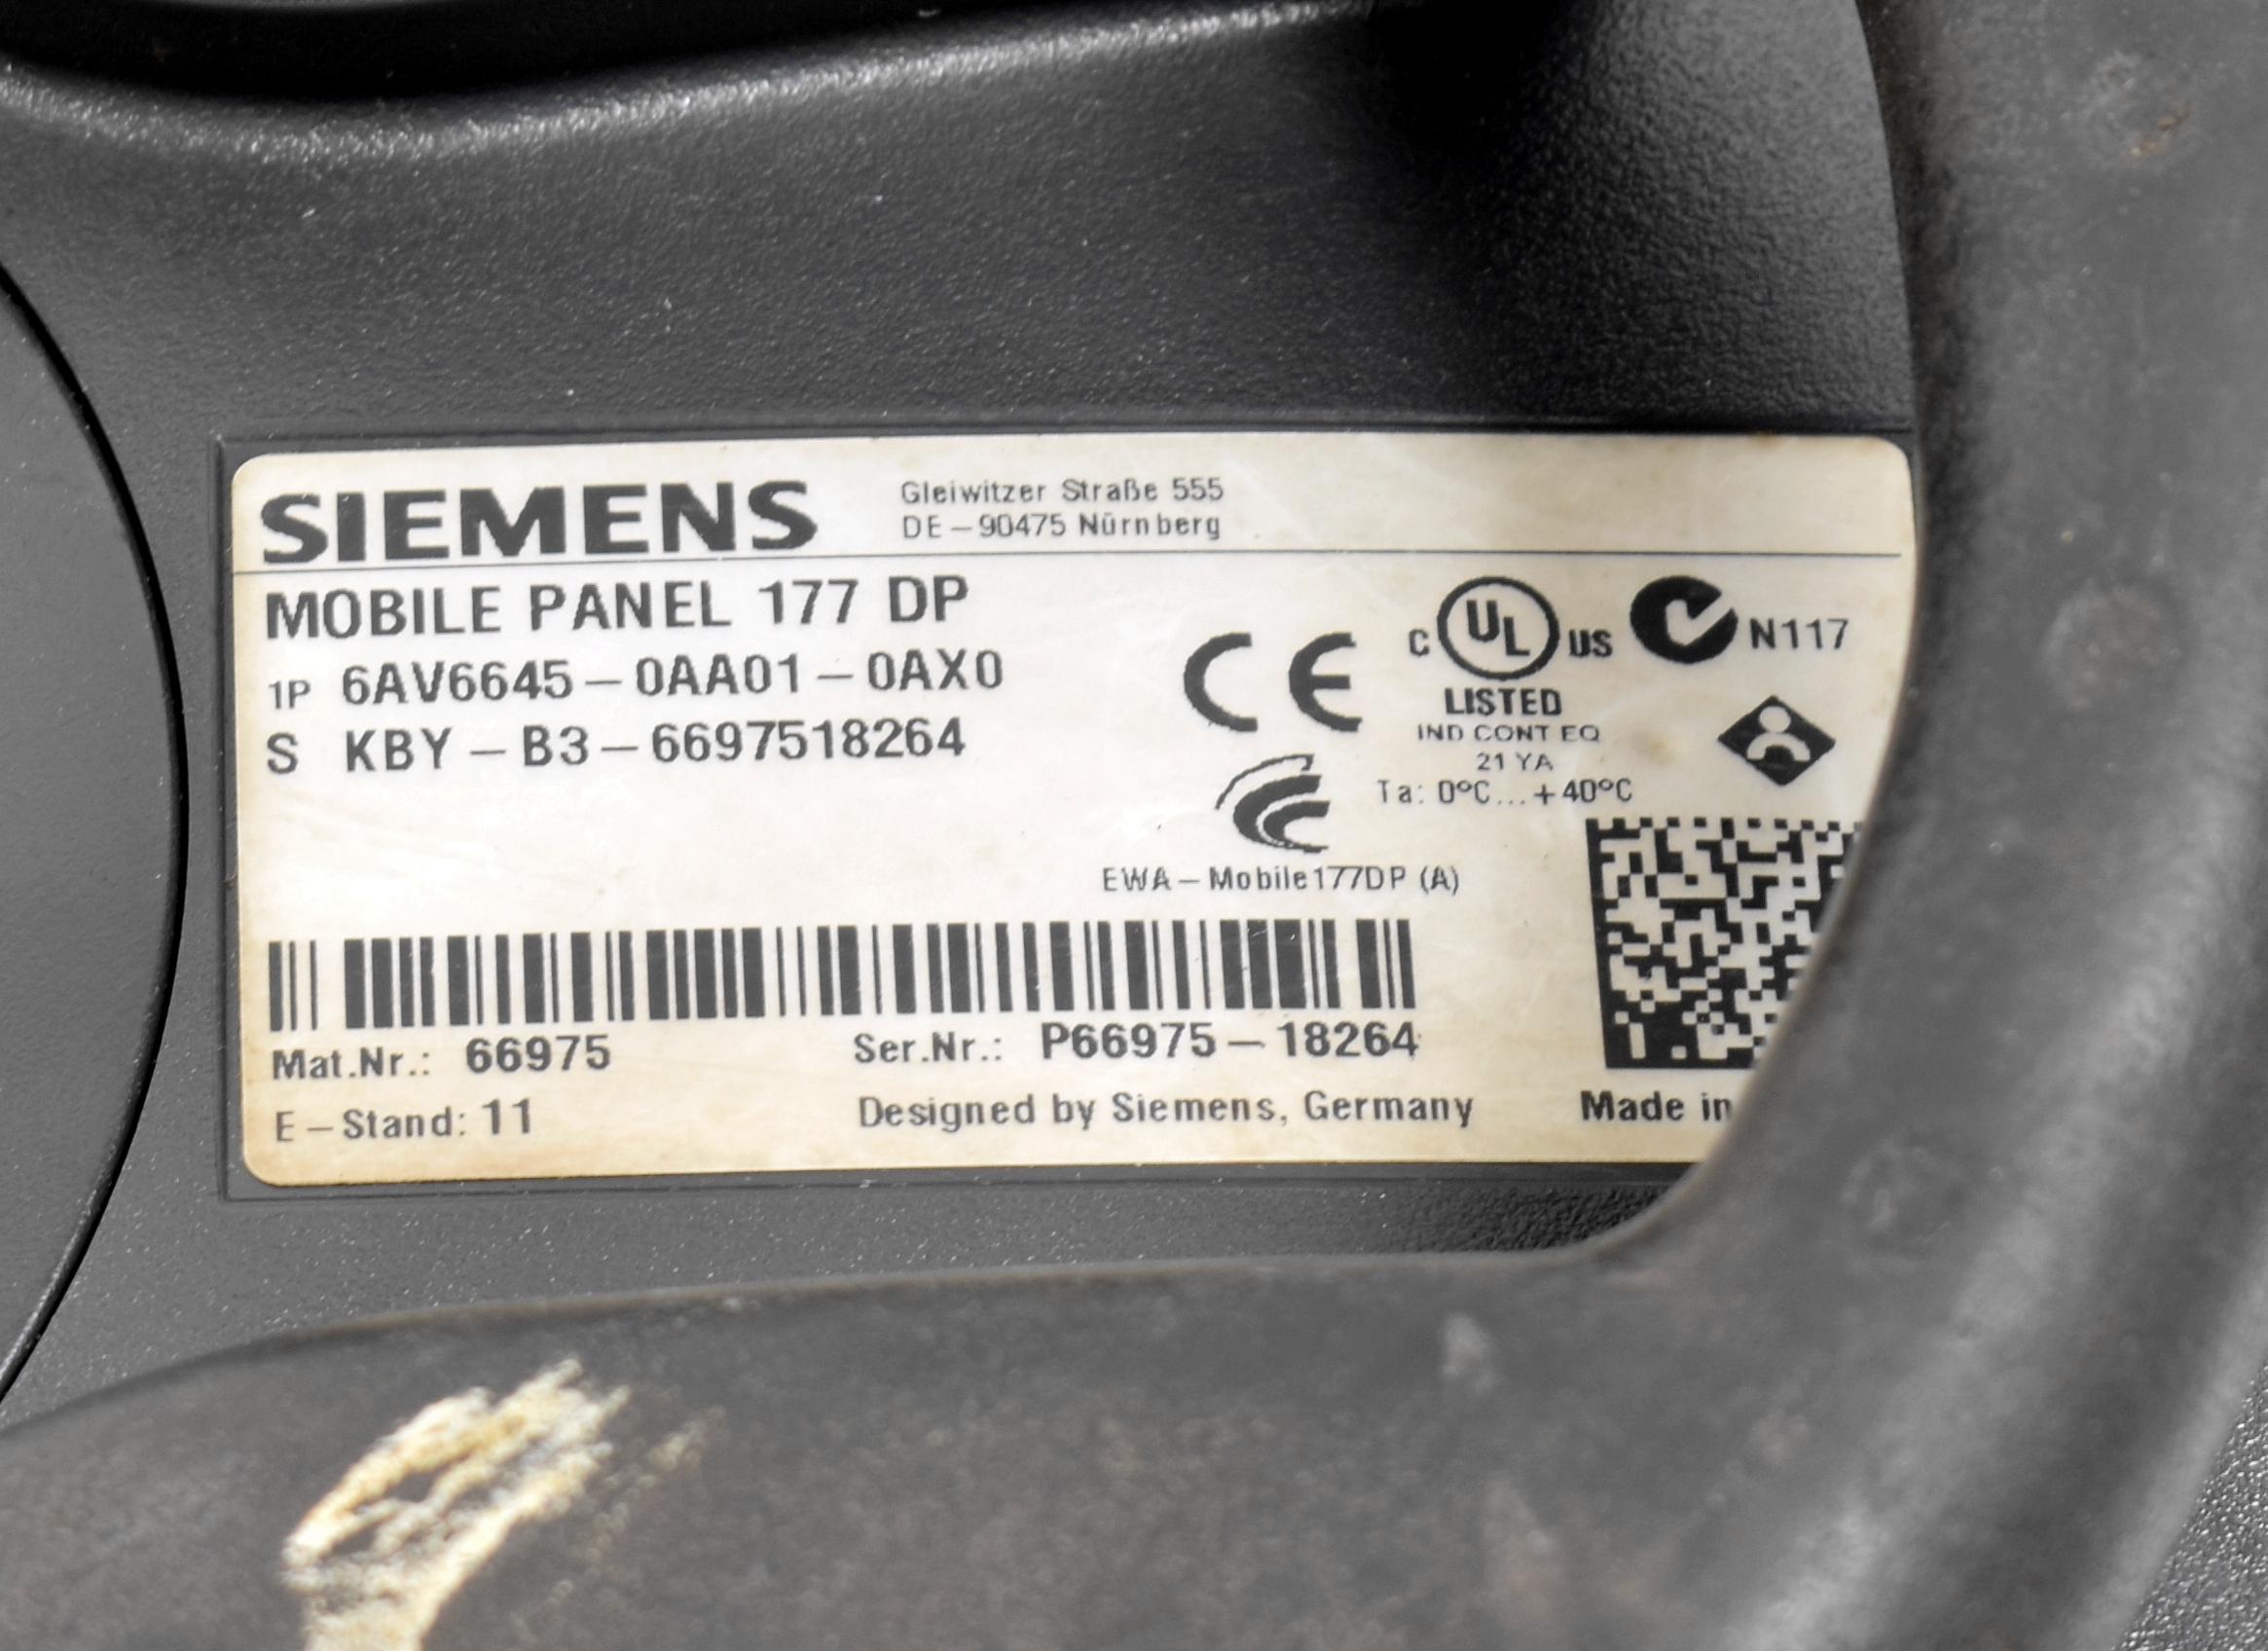 SIEMENS
Gleiwitzer Straße 555
DE-90475 Nürnberg
MOBILE PANEL 177 DP
1P 6AV6645-0AA01-0AX0
S KBY-B3-6697518264
CE
C UL US
LISTED
IND CONT EQ
21 YA
Ta: 0°C...+40°C
N117
EWA-Mobile177DP (A)
Mat.Nr.: 66975
Ser.Nr.: P66975-18264
E-Stand: 11
Designed by Siemens, Germany
Made in